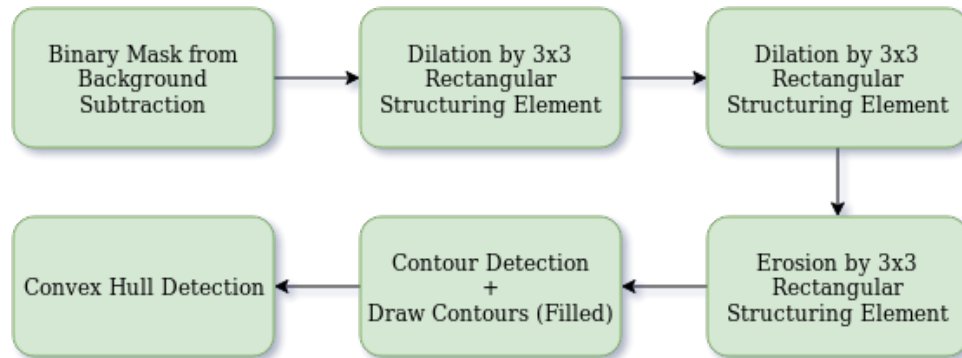 Binary Mask from
Background
Subtraction
Dilation by 3x3
Rectangular
Structuring Element
Dilation by 3x3
Rectangular
Structuring Element
Erosion by 3x3
Rectangular
Structuring Element
Contour Detection
+
Draw Contours (Filled)
Convex Hull Detection